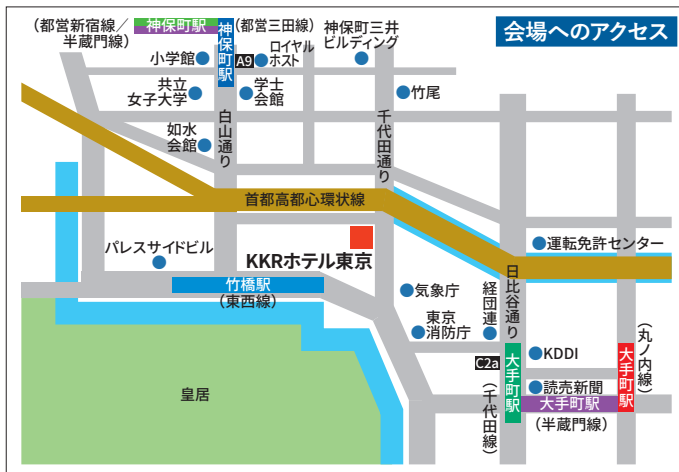 会場へのアクセス
（都営新宿線／
半蔵門線）
神保町駅
神保町駅
（都営三田線）
小学館
A9
ロイヤル
ホスト
神保町三井
ビルディング
共立
女子大学
学士
会館
竹尾
如水
会館
白山通り
千代田通り
首都高都心環状線
パレスサイドビル
KKRホテル東京
運転免許センター
竹橋駅
（東西線）
気象庁
経団連
日比谷通り
東京
消防庁
C2a
（千代田線）
大手町駅
KDDI
読売新聞
大手町駅
（丸ノ内線）
大手町駅
（半蔵門線）
皇居